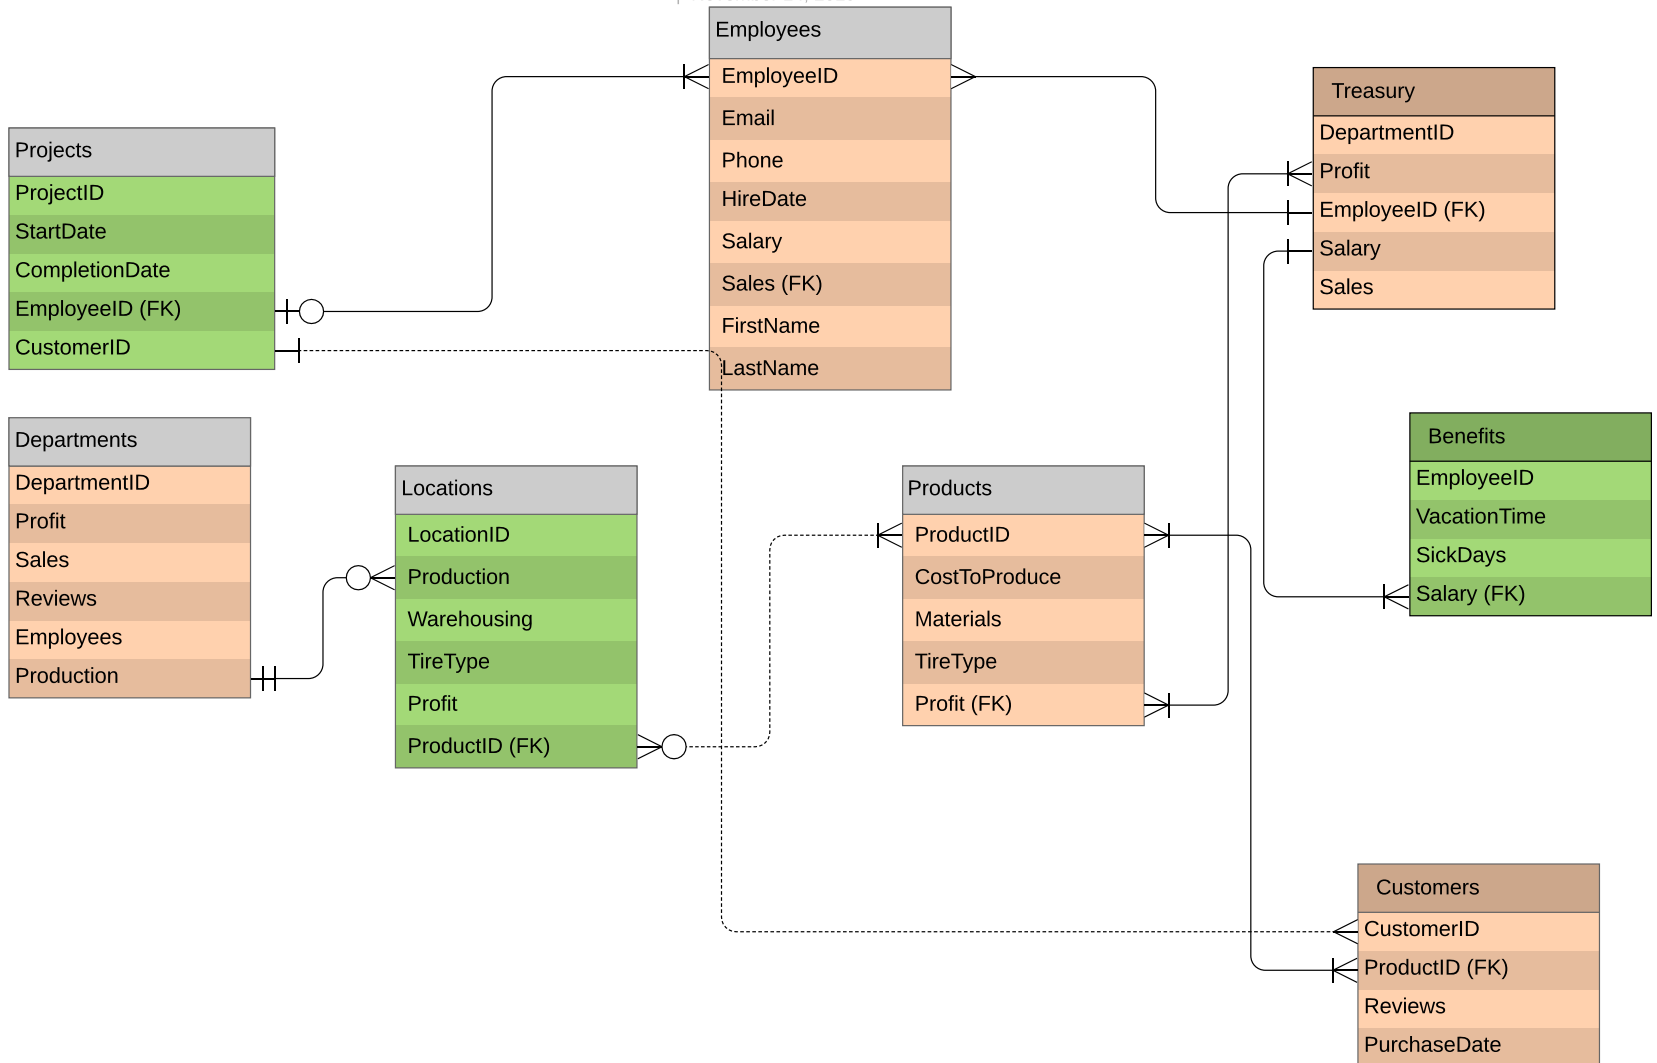 Employees
EmployeeID
Email
Phone
HireDate
Salary
Sales (FK)
FirstName
LastName
Treasury
DepartmentID
Profit
EmployeeID (FK)
Salary
Sales
Projects
ProjectID
StartDate
CompletionDate
EmployeeID (FK)
CustomerID
Departments
DepartmentID
Profit
Sales
Reviews
Employees
Production
Locations
LocationID
Production
Warehousing
TireType
Profit
ProductID (FK)
Products
ProductID
CostToProduce
Materials
TireType
Profit (FK)
Benefits
EmployeeID
VacationTime
SickDays
Salary (FK)
Customers
CustomerID
ProductID (FK)
Reviews
PurchaseDate